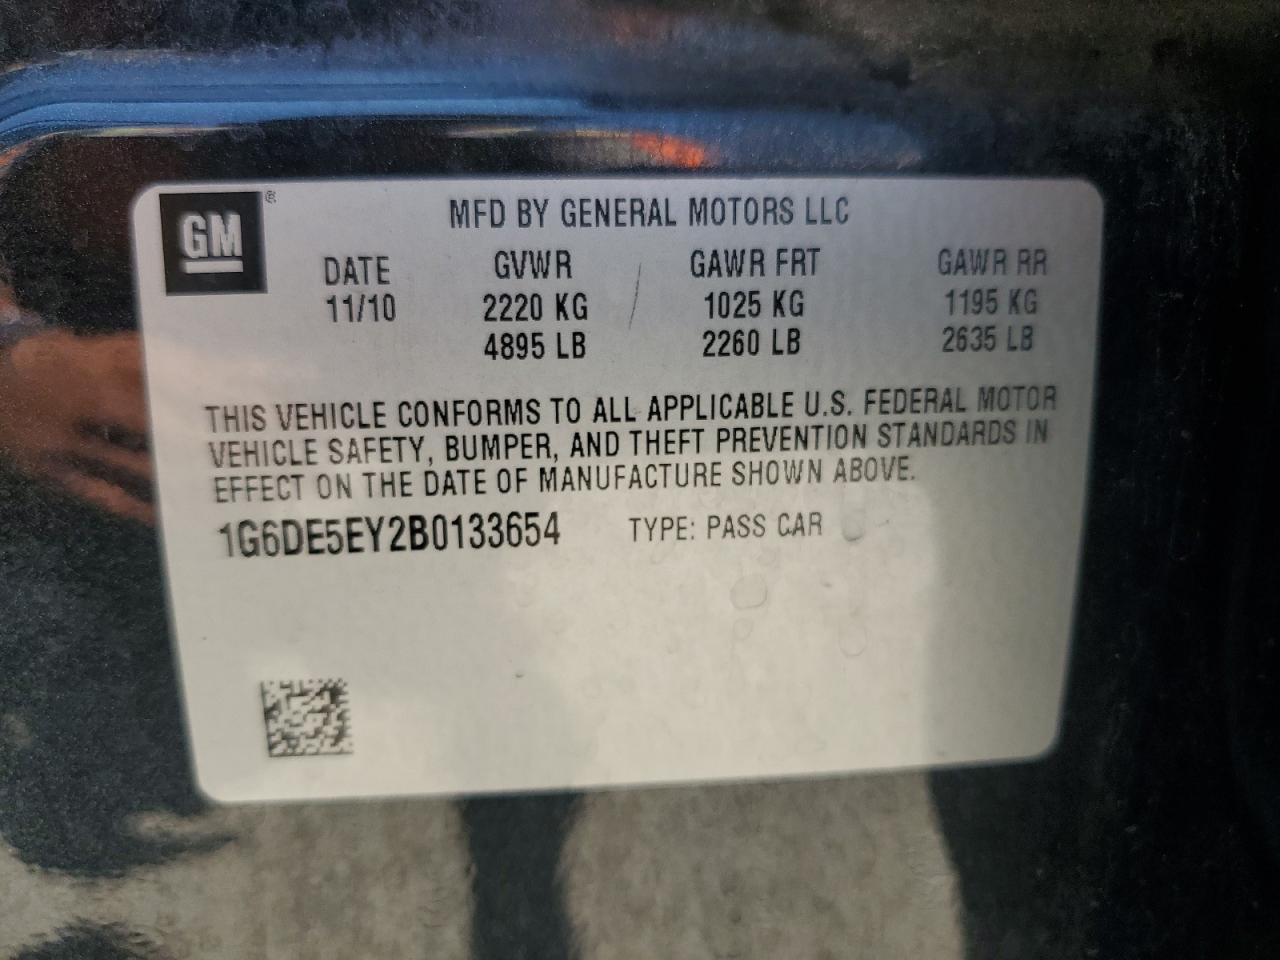 GM ®
MFD BY GENERAL MOTORS LLC
DATE GVWR GAWR FRT GAWR RR
11/10 2220 KG 1025 KG 1195 KG
4895 LB 2260 LB 2635 LB
THIS VEHICLE CONFORMS TO ALL APPLICABLE U.S. FEDERAL MOTOR
VEHICLE SAFETY, BUMPER, AND THEFT PREVENTION STANDARDS IN
EFFECT ON THE DATE OF MANUFACTURE SHOWN ABOVE.
1G6DE5EY2B0133654 TYPE: PASS CAR